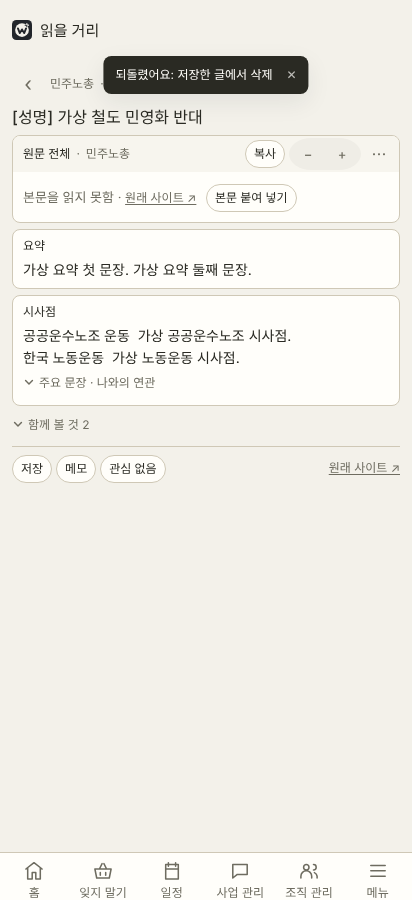 읽을 거리
되돌렸어요: 저장한 글에서 삭제 ×
민주노총 ·
[성명] 가상 철도 민영화 반대
원문 전체 · 민주노총 복사 − + ···
본문을 읽지 못함 · 원래 사이트 ↗ 본문 붙여 넣기
요약
가상 요약 첫 문장. 가상 요약 둘째 문장.
시사점
공공운수노조 운동 가상 공공운수노조 시사점.
한국 노동운동 가상 노동운동 시사점.
주요 문장 · 나와의 연관
함께 볼 것 2
저장 메모 관심 없음 원래 사이트 ↗
홈 잊지 말기 일정 사업 관리 조직 관리 메뉴